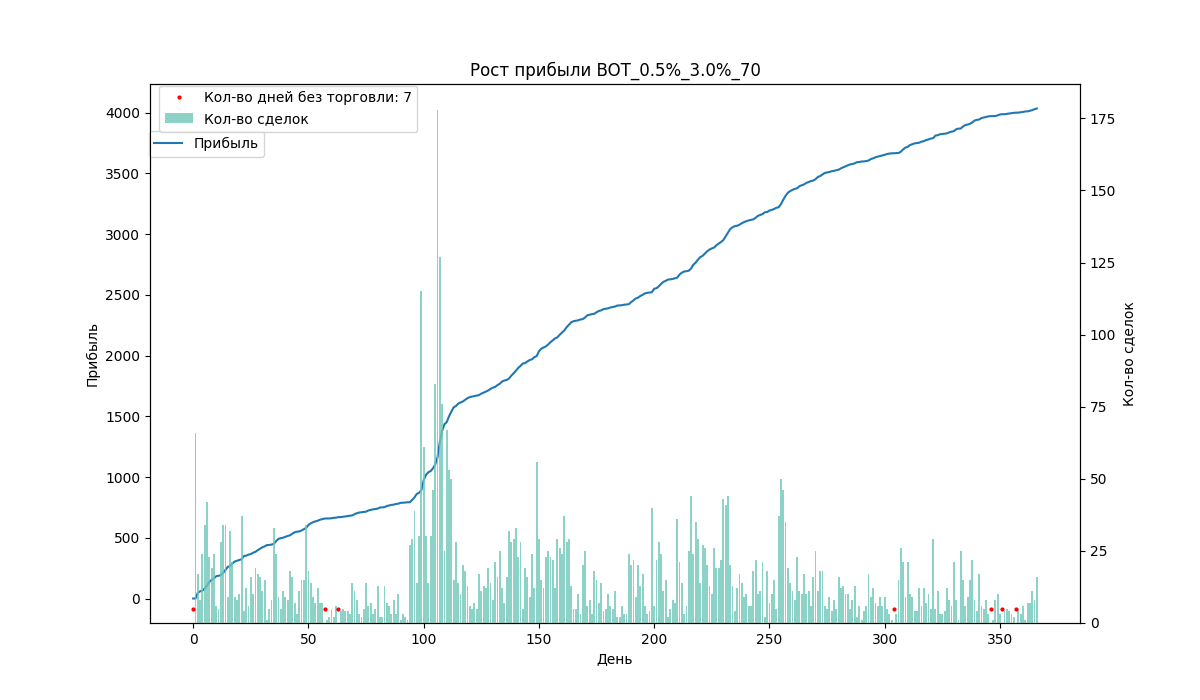 Рост прибыли BOT_0.5%_3.0%_70
Кол-во дней без торговли: 7
Кол-во сделок
Прибыль
4000
3500
3000
2500
2000
1500
1000
500
0
Прибыль
175
150
125
100
75
50
25
0
Кол-во сделок
0 50 100 150 200 250 300 350
День